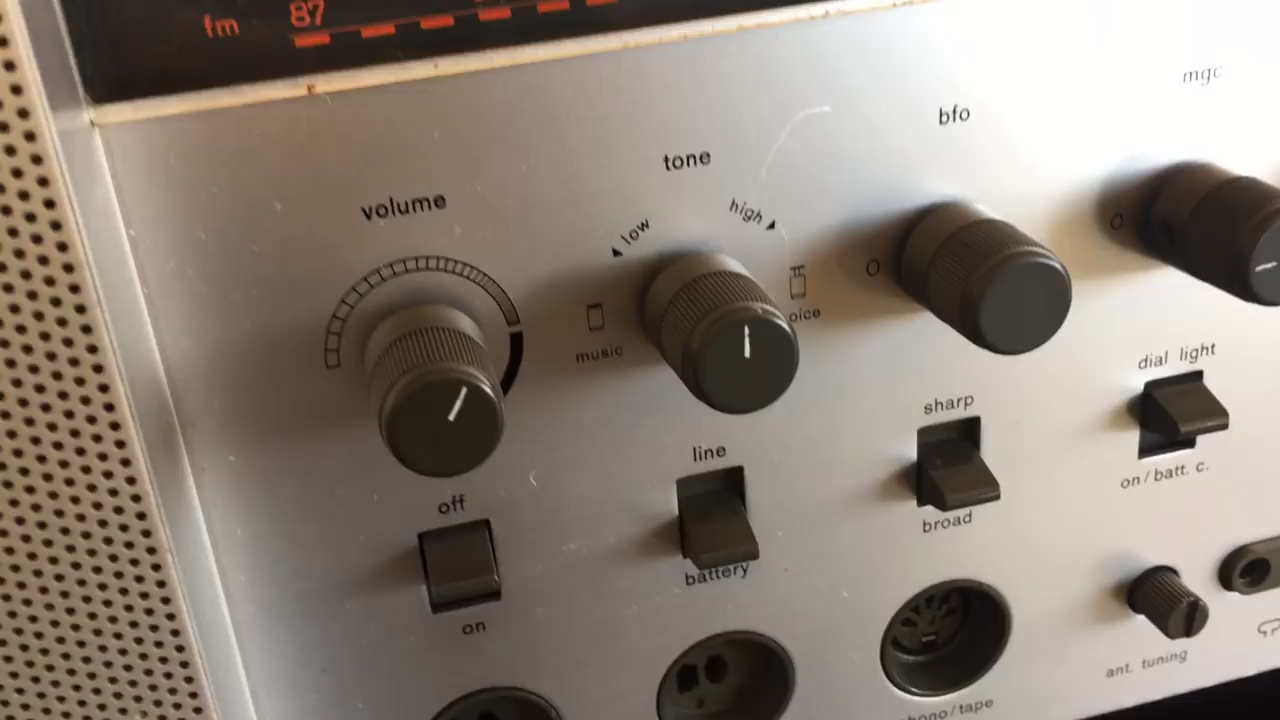 fm 87
mgc
bfo
tone
volume
low
high
O
O
music
oice
dial light
sharp
line
on / batt. c.
off
broad
battery
on
ant. tuning
hono / tape